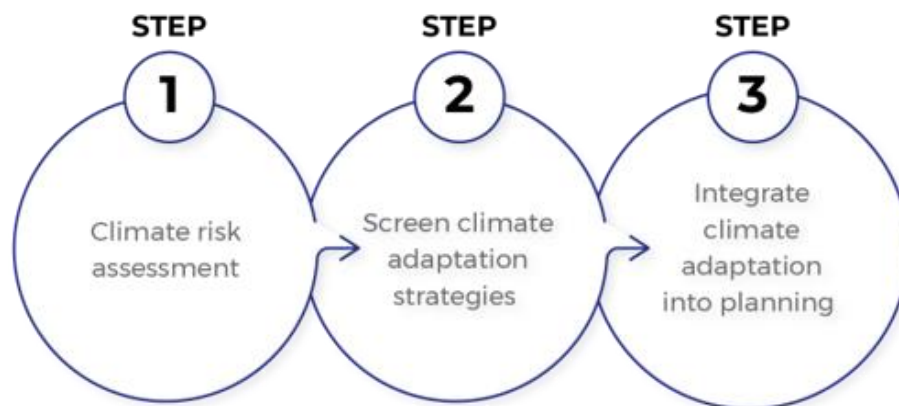 STEP
1
Climate risk
assessment
STEP
2
Screen climate
adaptation
strategies
STEP
3
Integrate
climate
adaptation
into planning